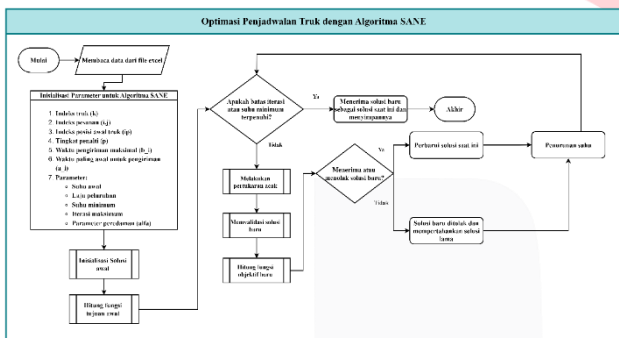 Optimasi Penjadwalan Truk dengan Algoritma SANE
Mulai
Membaca data dari file excel
Inisialisasi Parameter untuk Algoritma SANE
1. Indeks truk (k)
2. Indeks pesanan (i,j)
3. Indeks posisi awal truk (ip)
4. Tingkat penalti (p)
5. Waktu pengiriman maksimal (b_i)
6. Waktu paling awal untuk pengiriman
(a_i)
7. Parameter:
Suhu awal
Laju peluruhan
Suhu minimum
Iterasi maksimum
Parameter peredaman (alfa)
Inisialisasi Solusi
awal
Hitung fungsi
tujuan awal
Apakah batas iterasi
atau suhu minimum
terpenuhi?
Ya
Tidak
Menerima solusi baru
sebagai solusi saat ini dan
menyimpannya
Akhir
Melakukan
pertukaran acak
Memvalidasi solusi
baru
Hitung fungsi
objektif baru
Menerima atau
menolak solusi baru?
Ya
Tidak
Perbarui solusi saat ini
Solusi baru ditolak dan
mempertahankan solusi
lama
Penurunan suhu